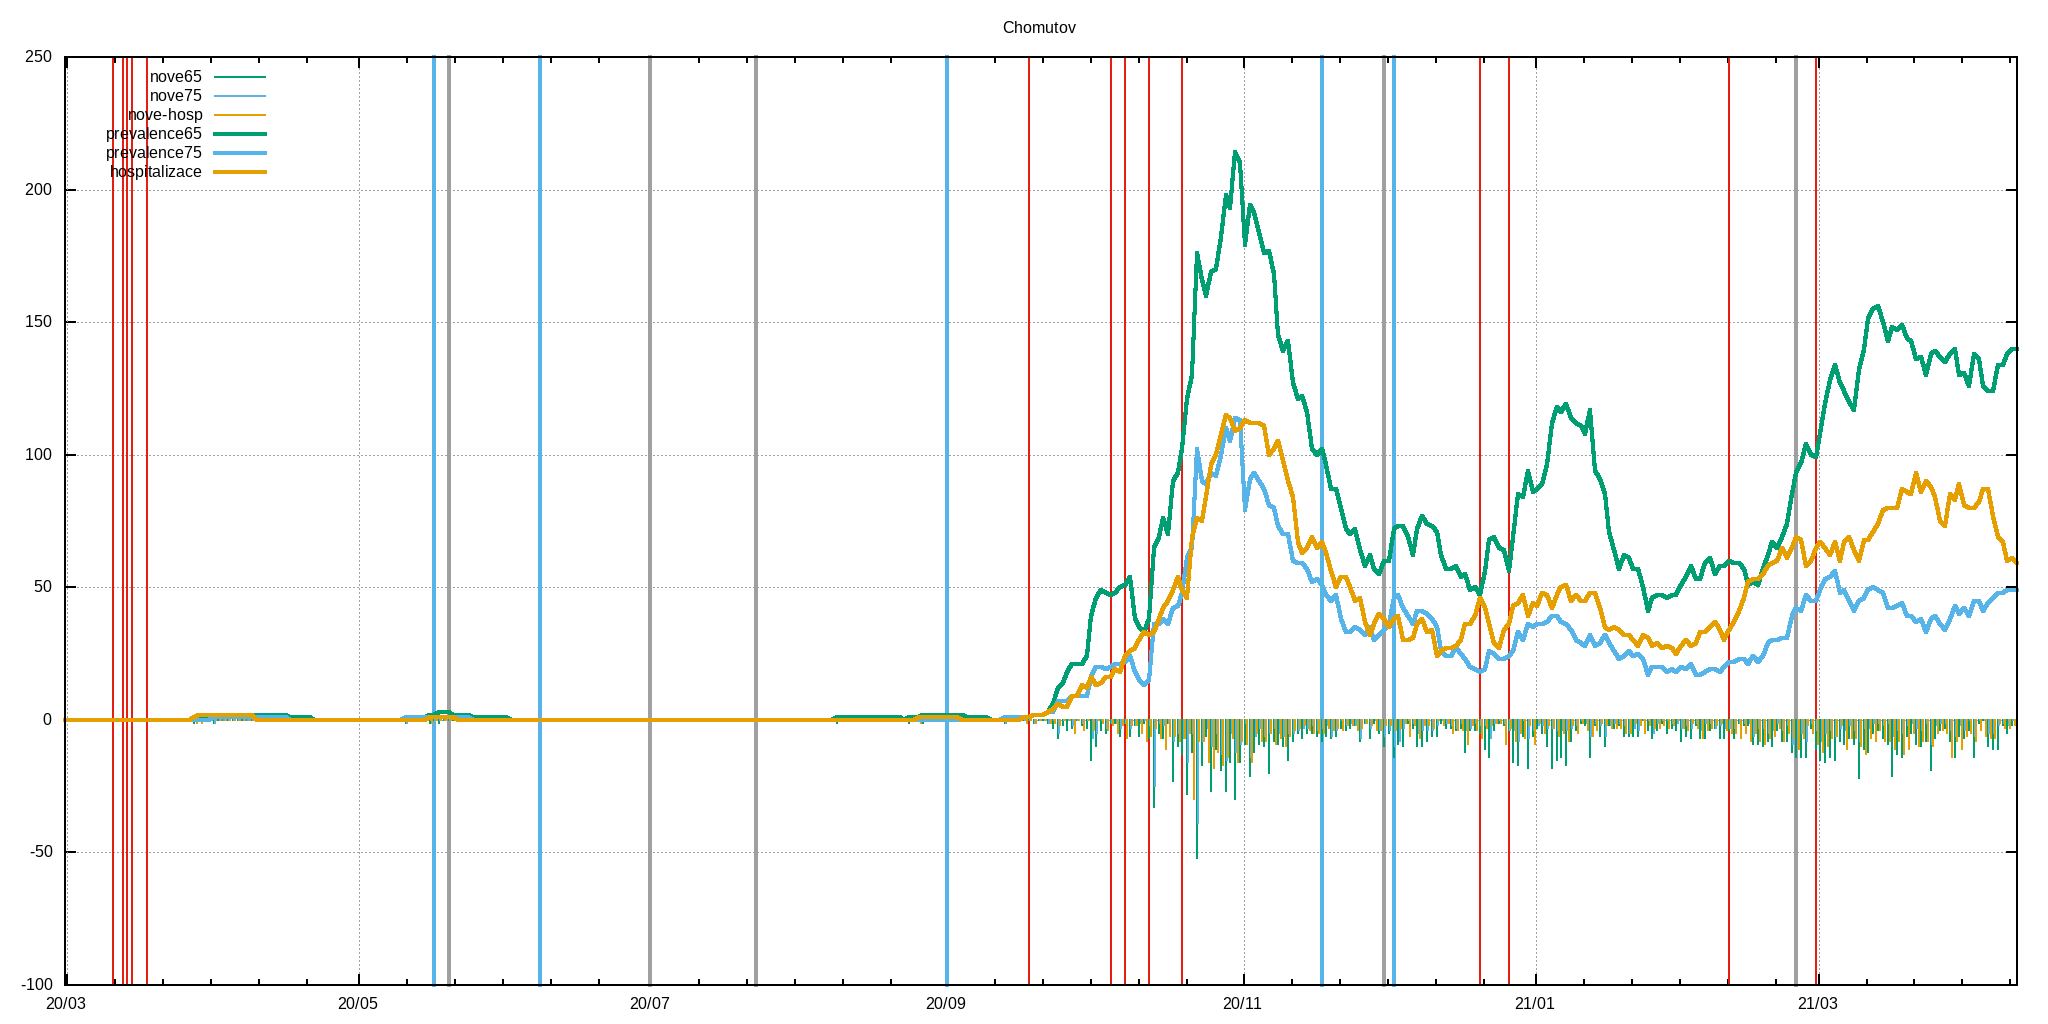 Chomutov
250
200
150
100
50
0
-50
-100
nove65
nove75
nove-hosp
prevalence65
prevalence75
hospitalizace
20/03 20/05 20/07 20/09 20/11 21/01 21/03